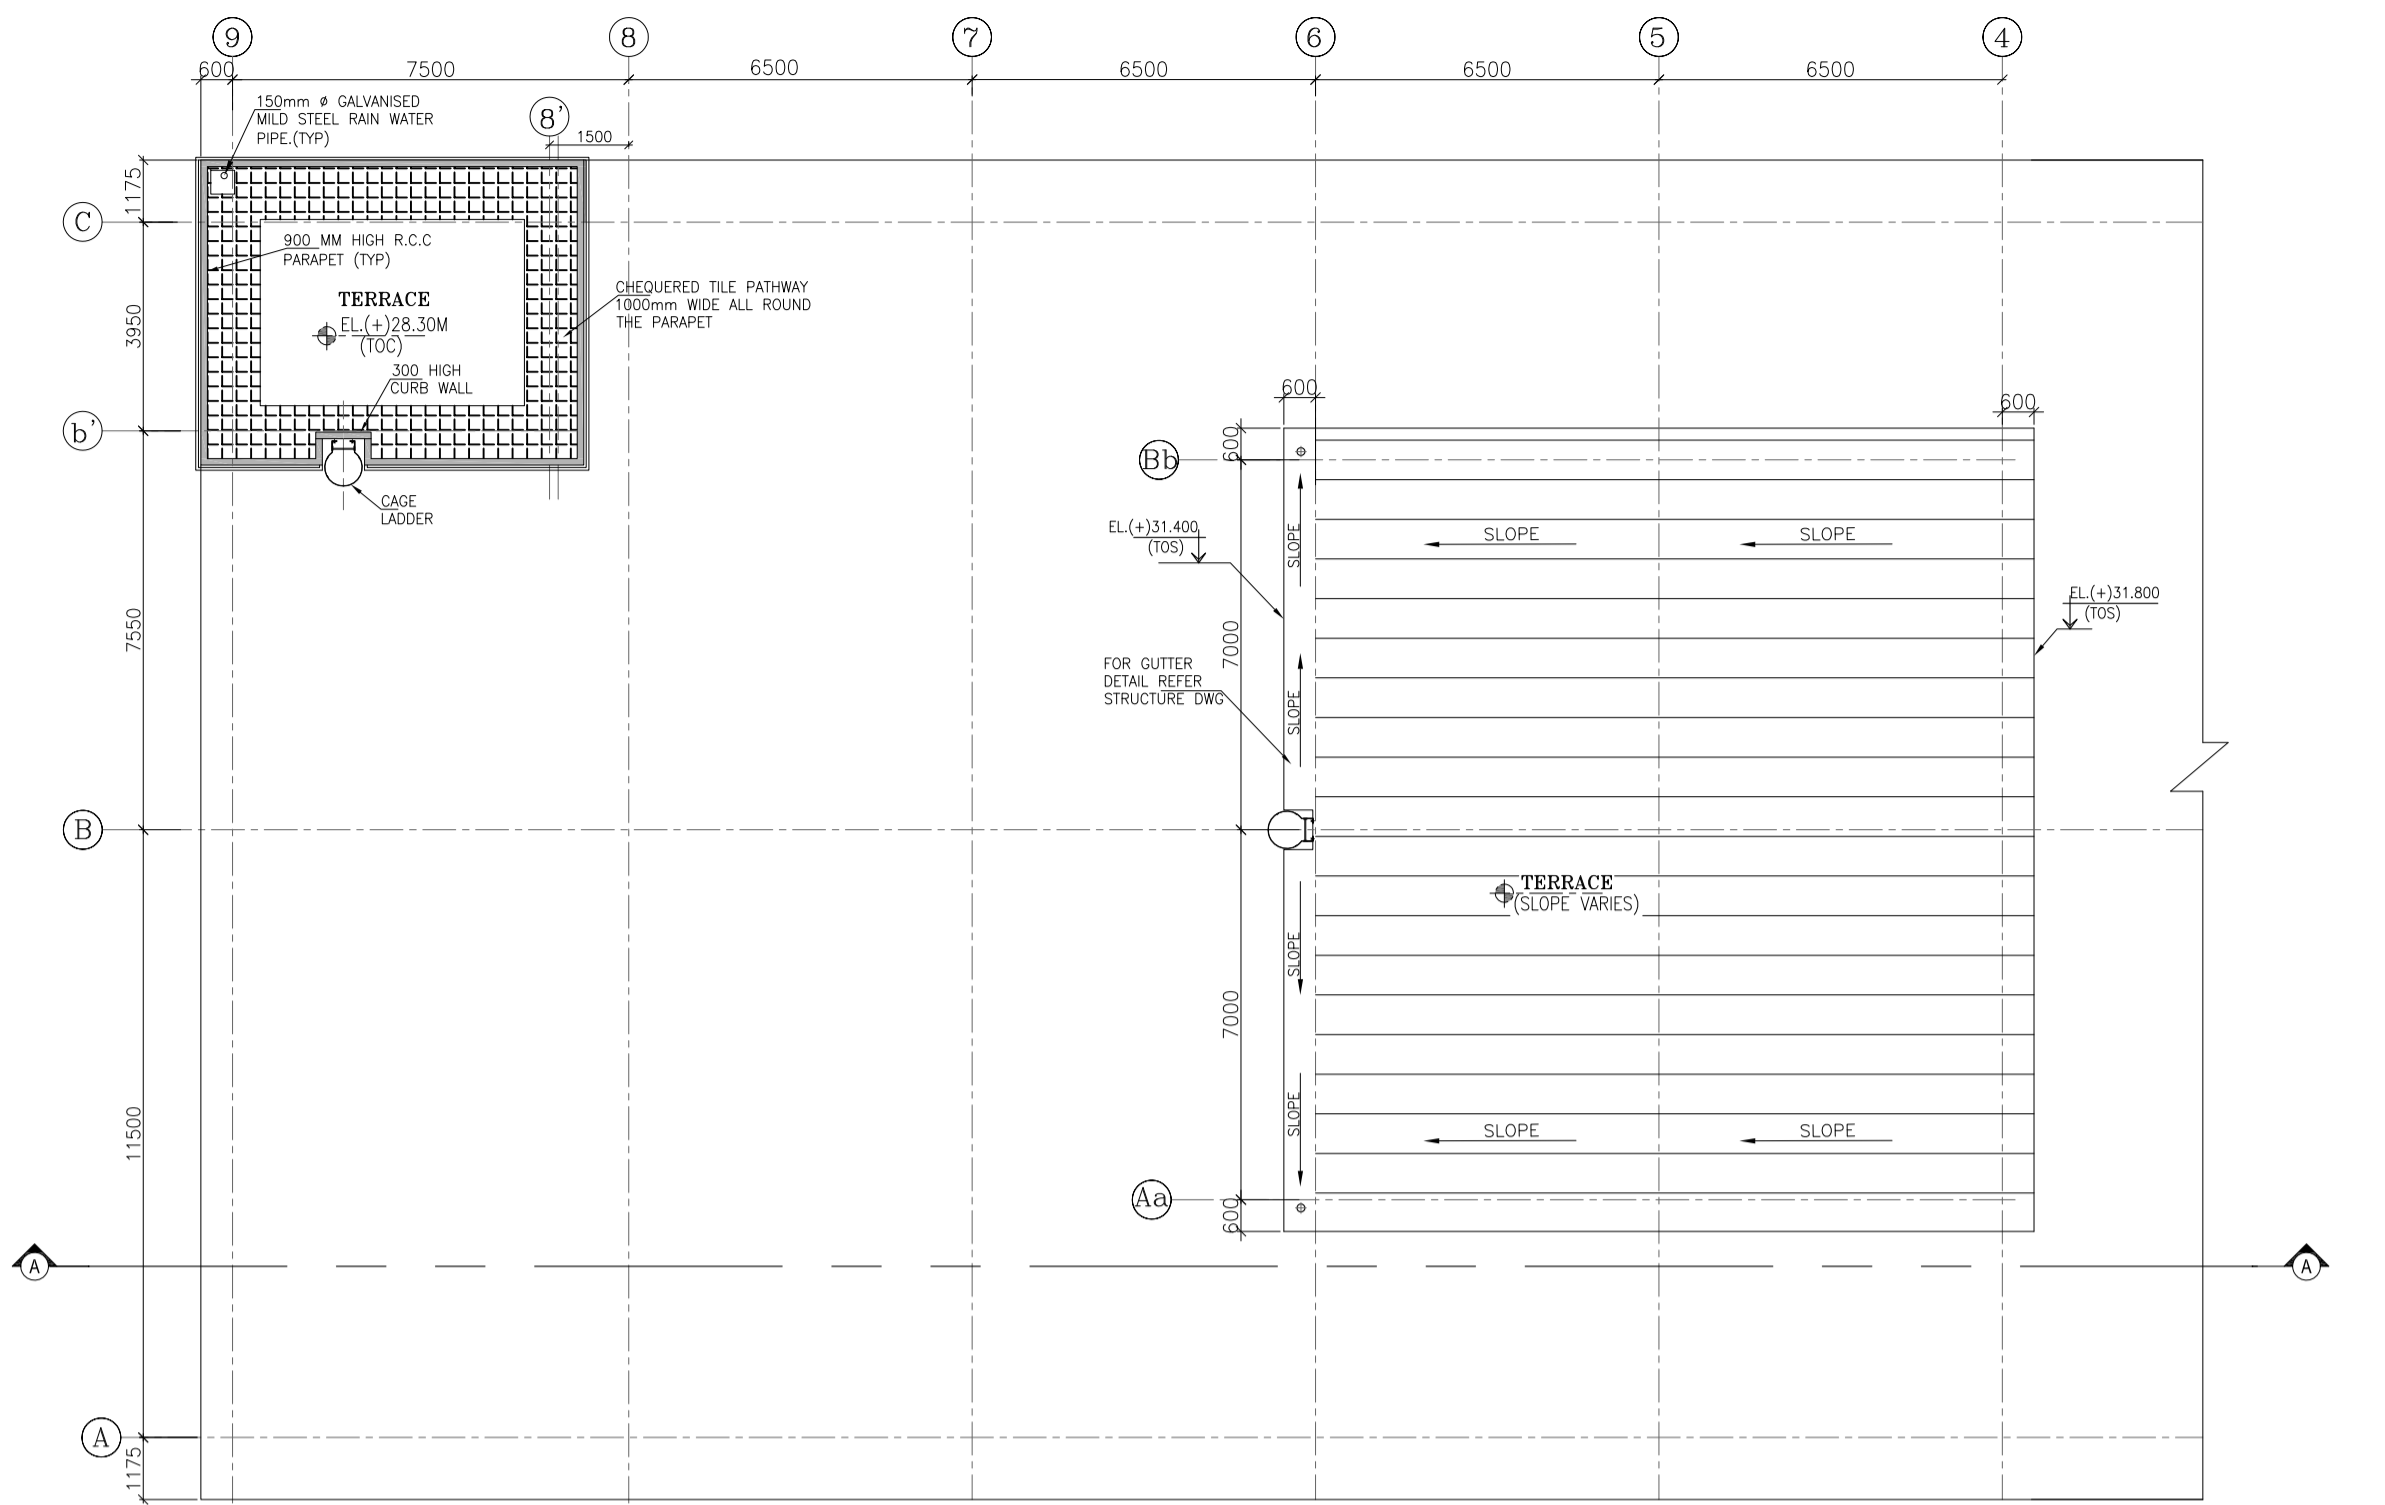 9
8
7
6
5
4
600
7500
6500
6500
6500
6500
150mm ø GALVANISED
MILD STEEL RAIN WATER
PIPE.(TYP)
8'
1500
1175
C
900 MM HIGH R.C.C
PARAPET (TYP)
TERRACE
EL.(+)28.30M
(TOC)
CHEQUERED TILE PATHWAY
1000mm WIDE ALL ROUND
THE PARAPET
3950
300 HIGH
CURB WALL
b'
CAGE
LADDER
600
600
600
Bb
EL.(+)31.400
(TOS)
SLOPE
SLOPE
SLOPE
EL.(+)31.800
(TOS)
7550
7000
FOR GUTTER
DETAIL REFER
STRUCTURE DWG
SLOPE
B
TERRACE
(SLOPE VARIES)
SLOPE
7000
11500
SLOPE
SLOPE
SLOPE
Aa
600
A
A
A
1175